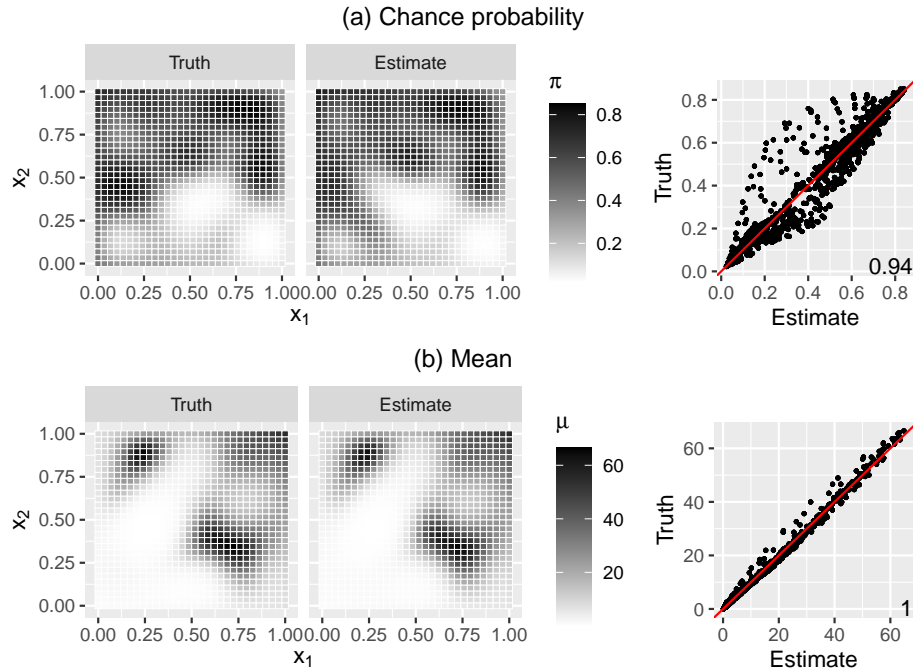 (a) Chance probability
Truth
Estimate
1.00
0.75
0.50
0.25
0.00
x2
0.00 0.25 0.50 0.75 1.00
0.00 0.25 0.50 0.75 1.00
x1
π
0.8
0.6
0.4
0.2
0.8
0.6
0.4
0.2
0.0
Truth
0.94
0.0 0.2 0.4 0.6 0.8
Estimate
(b) Mean
Truth
Estimate
1.00
0.75
0.50
0.25
0.00
x2
0.00 0.25 0.50 0.75 1.00
0.00 0.25 0.50 0.75 1.00
x1
μ
60
40
20
60
40
20
0
Truth
1
0 20 40 60
Estimate